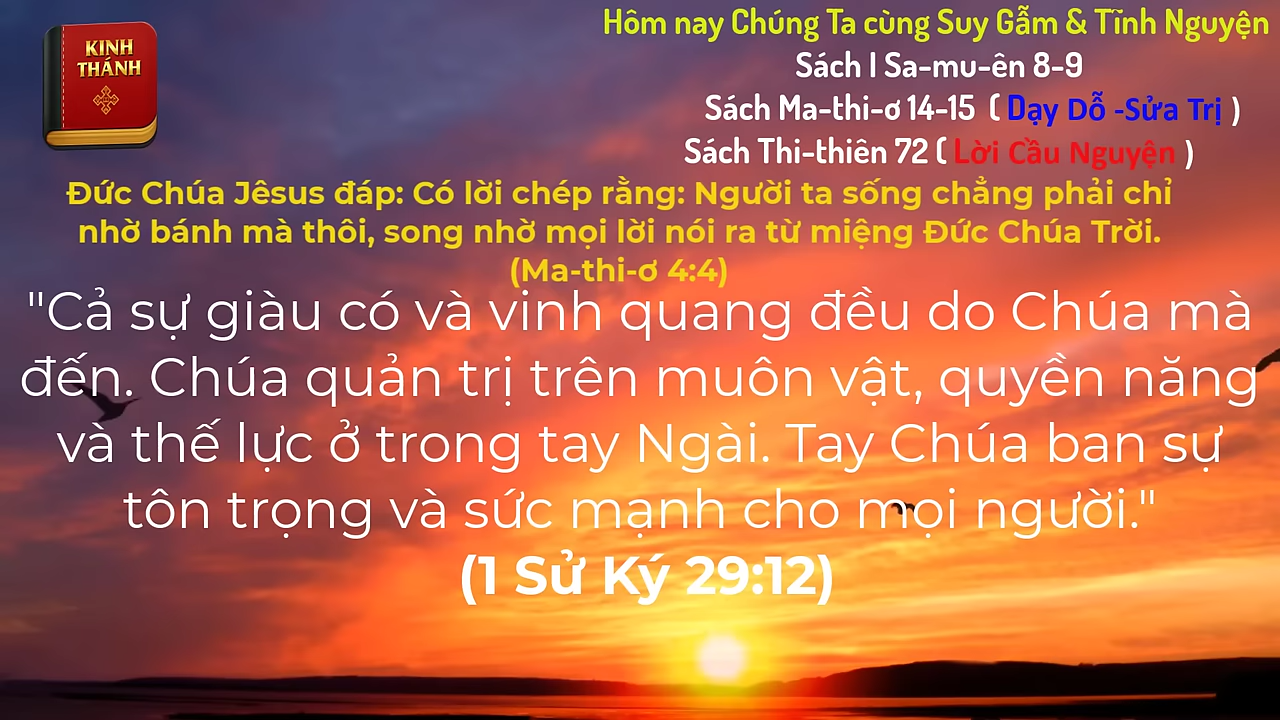 KINH
THÁNH
Hôm nay Chúng Ta cùng Suy Gẫm & Tĩnh Nguyện
Sách I Sa-mu-ên 8-9
Sách Ma-thi-ơ 14-15 ( Dạy Dỗ -Sửa Trị )
Sách Thi-thiên 72 ( Lời Cầu Nguyện )
Đức Chúa Jêsus đáp: Có lời chép rằng: Người ta sống chẳng phải chỉ
nhờ bánh mà thôi, song nhờ mọi lời nói ra từ miệng Đức Chúa Trời.
(Ma-thi-ơ 4:4)
"Cả sự giàu có và vinh quang đều do Chúa mà
đến. Chúa quản trị trên muôn vật, quyền năng
và thế lực ở trong tay Ngài. Tay Chúa ban sự
tôn trọng và sức mạnh cho mọi người."
(1 Sử Ký 29:12)